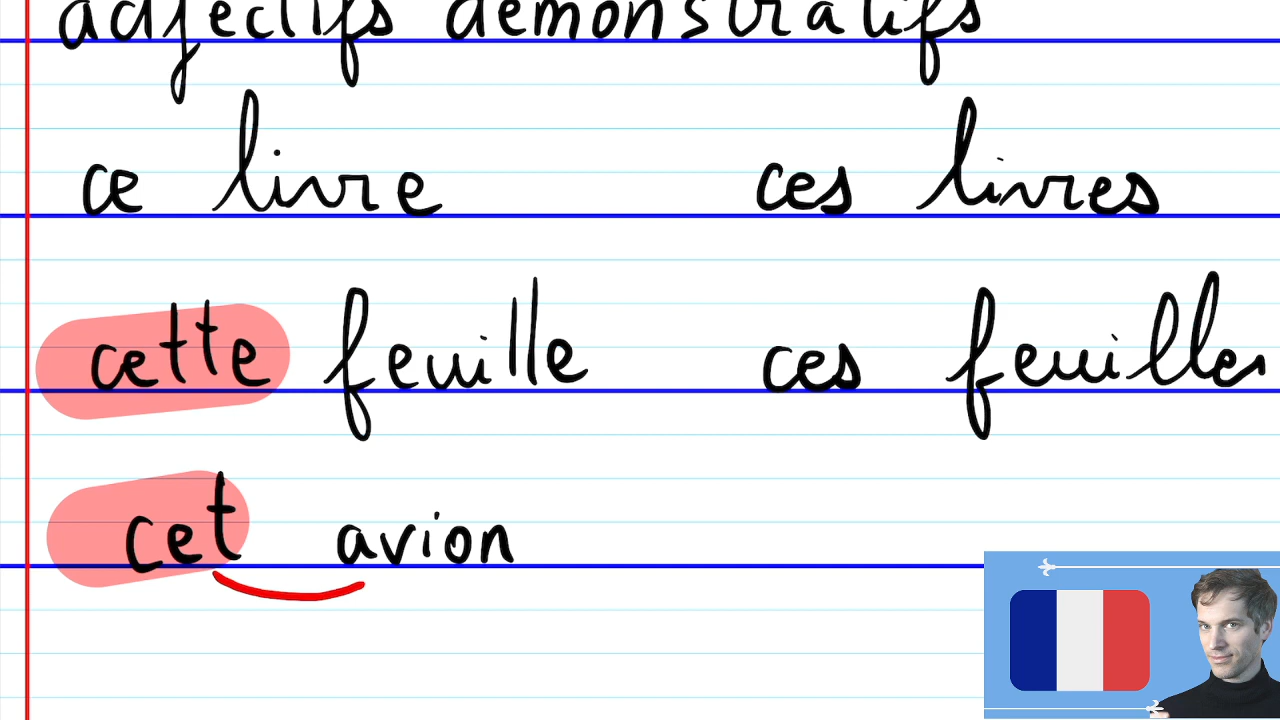 adjectifs démonstratifs
ce livre ces livres
cette feuille ces feuilles
cet avion